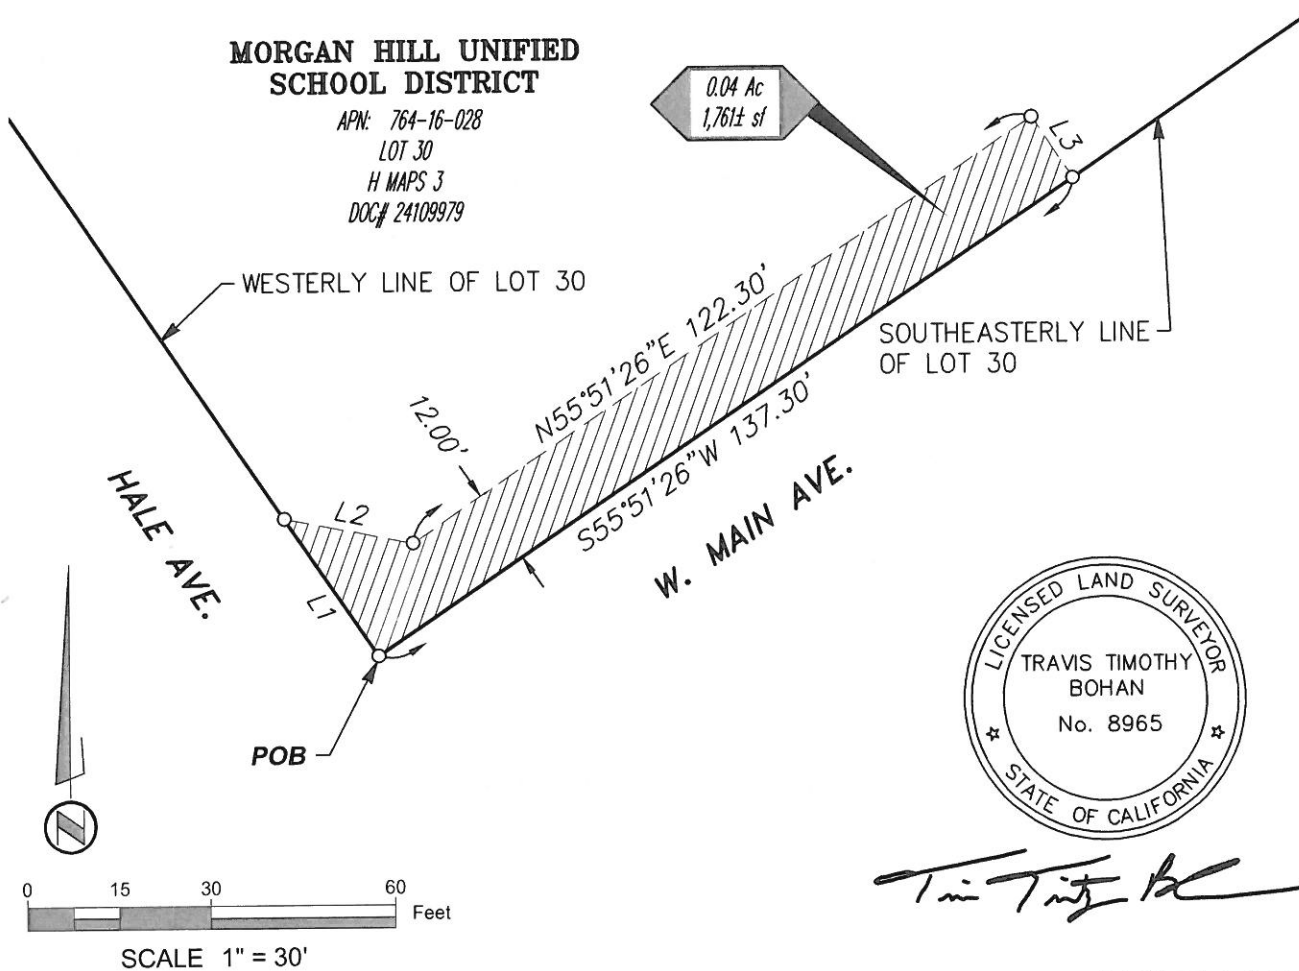 MORGAN HILL UNIFIED
SCHOOL DISTRICT
APN: 764-16-028
LOT 30
H MAPS 3
DOC# 24109979
0.04 Ac
1,761± sf
L3
WESTERLY LINE OF LOT 30
SOUTHEASTERLY LINE
OF LOT 30
N55°51'26"E 122.30'
12.00'
S55°51'26"W 137.30'
L2
L1
HALE AVE.
W. MAIN AVE.
POB
LICENSED LAND SURVEYOR
TRAVIS TIMOTHY
BOHAN
No. 8965
STATE OF CALIFORNIA
N
0 15 30 60
Feet
SCALE 1" = 30'